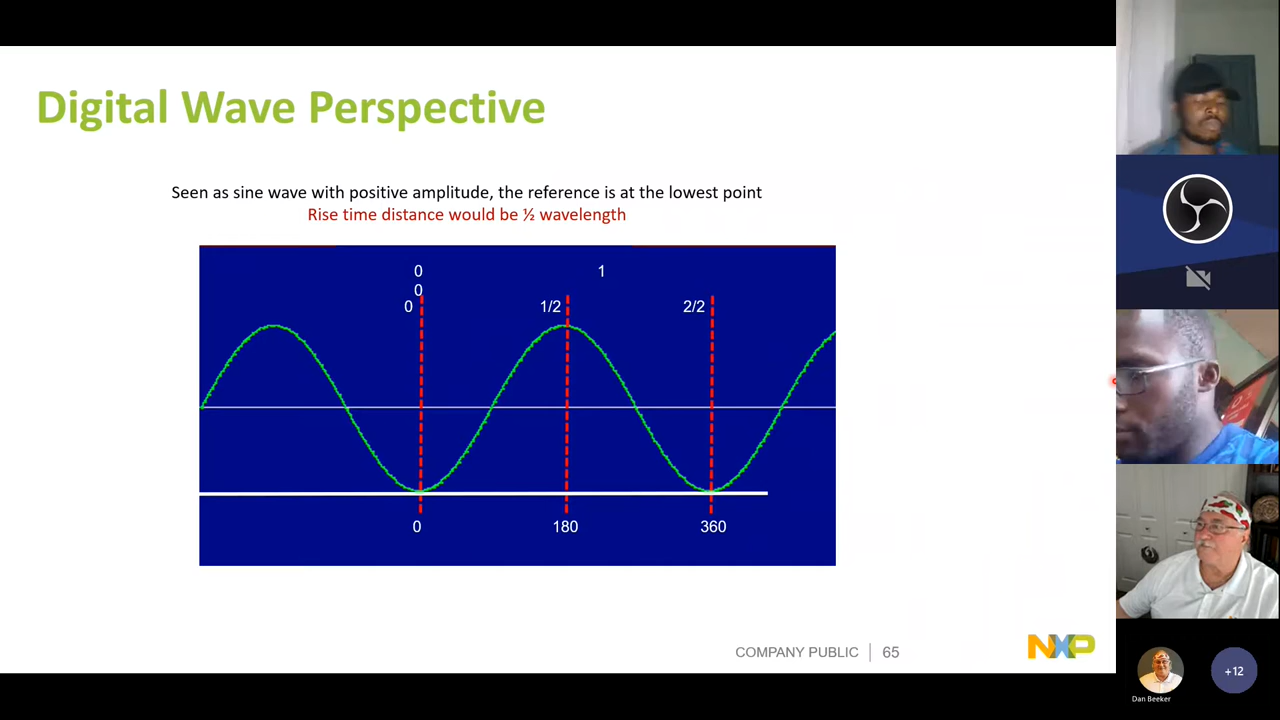 Digital Wave Perspective
Seen as sine wave with positive amplitude, the reference is at the lowest point
Rise time distance would be ½ wavelength
0 1
0
0 1/2 2/2
0 180 360
COMPANY PUBLIC | 65
NXP
Dan Beeker
+12